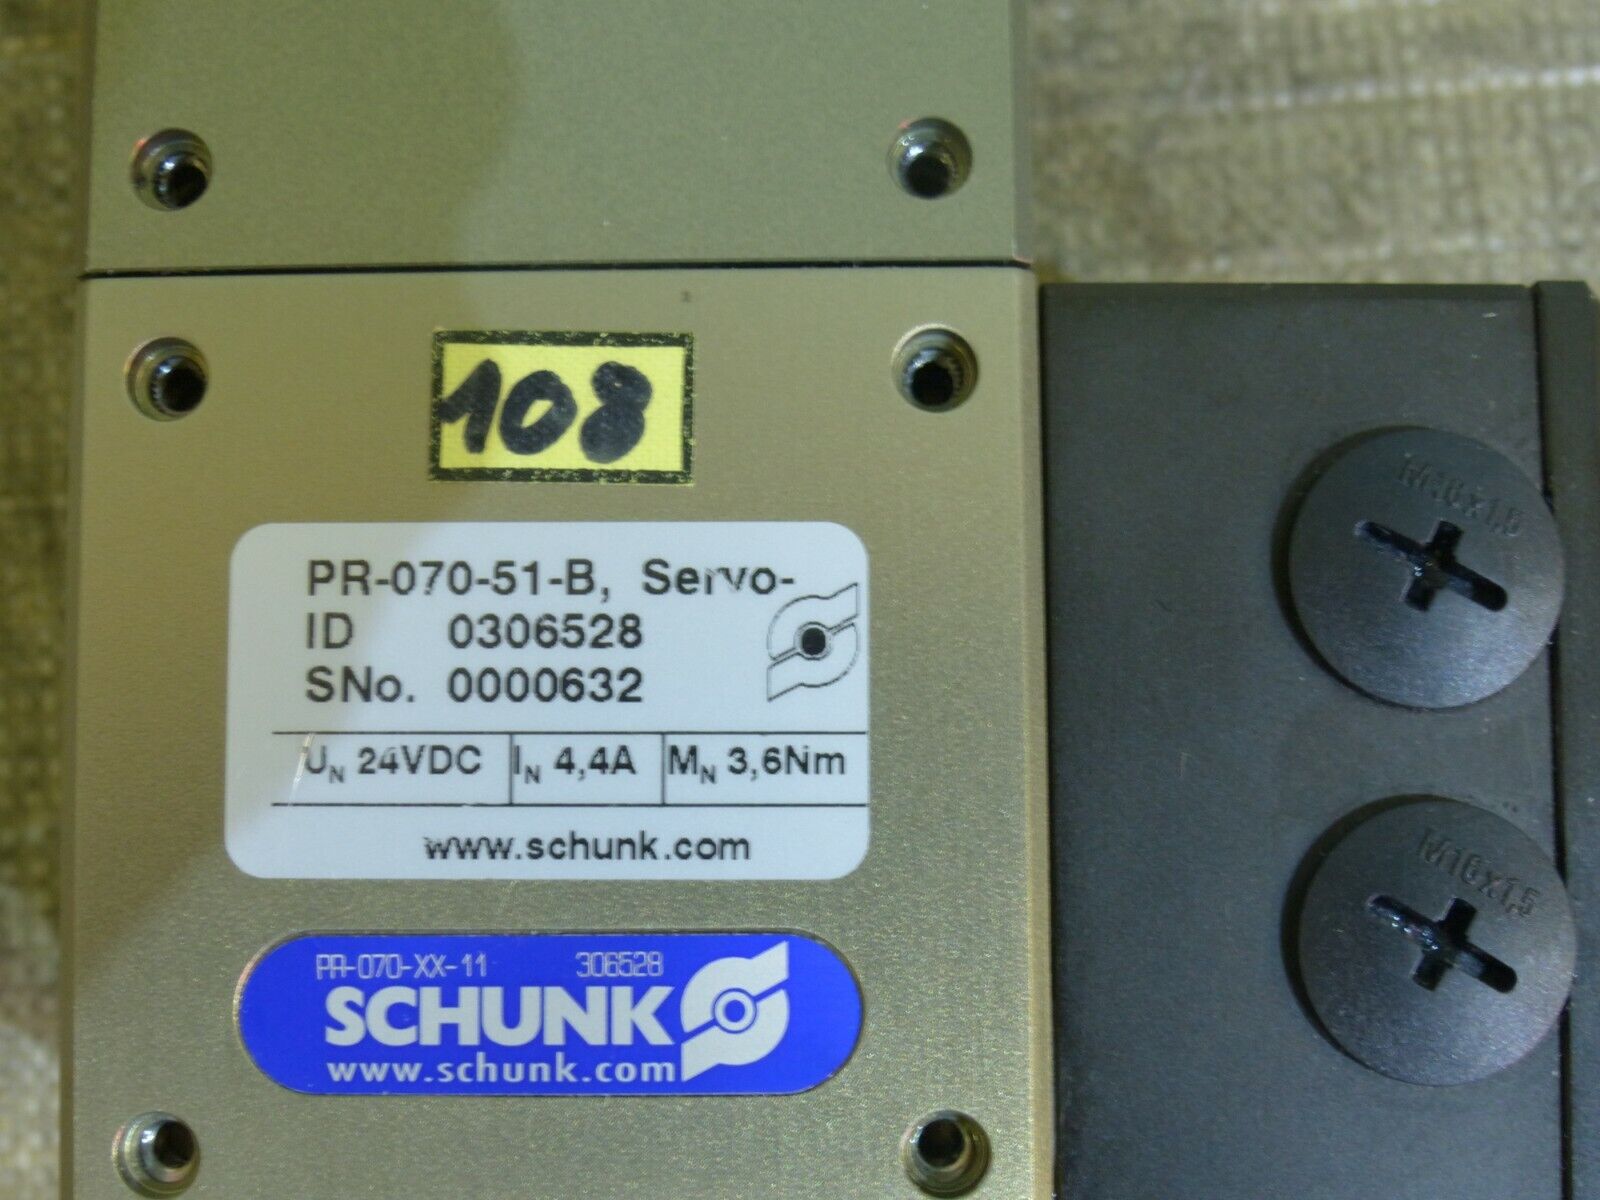 108
PR-070-51-B, Servo-
ID 0306528
SNo. 0000632
UN 24VDC IN 4,4A MN 3,6Nm
www.schunk.com
PR-070-XX-11 306528
SCHUNK
www.schunk.com
M16x1,5
M16x1,5